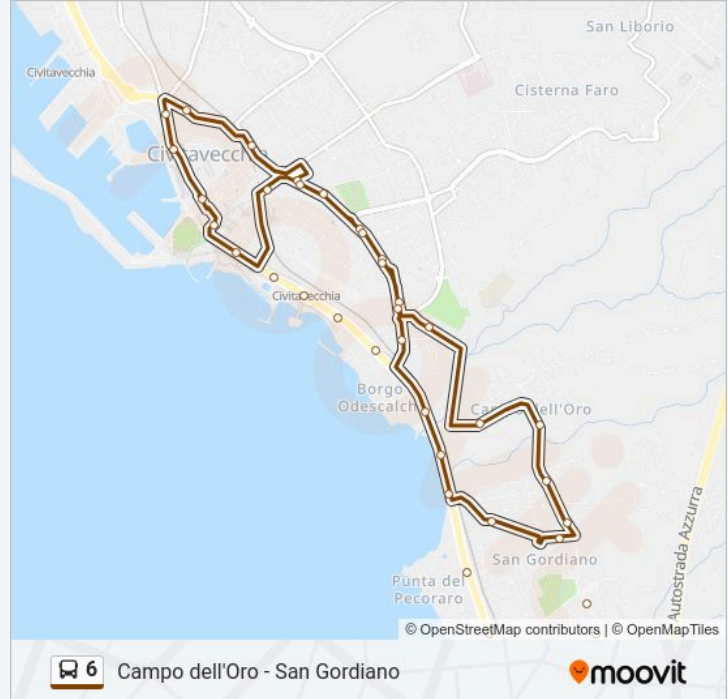 San Liborio
Civitavecchia
Cisterna Faro
Civitavecchia
Civitavecchia
Borgo
Odescalchi
Campo dell'Oro
Autostrada Azzurra
San Gordiano
Punta del
Pecoraro
© OpenStreetMap contributors | © OpenMapTiles
6 Campo dell'Oro - San Gordiano
moovit